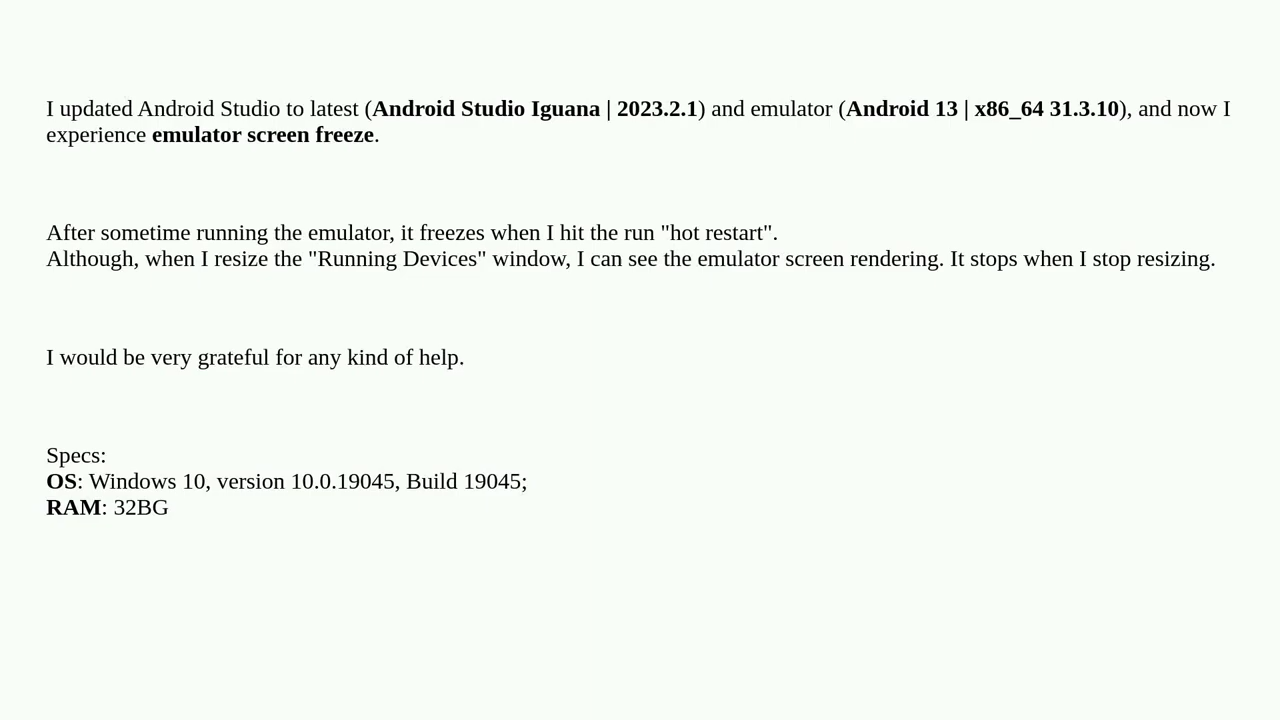 I updated Android Studio to latest (Android Studio Iguana | 2023.2.1) and emulator (Android 13 | x86_64 31.3.10), and now I
experience emulator screen freeze.
After sometime running the emulator, it freezes when I hit the run "hot restart".
Although, when I resize the "Running Devices" window, I can see the emulator screen rendering. It stops when I stop resizing.
I would be very grateful for any kind of help.
Specs:
OS: Windows 10, version 10.0.19045, Build 19045;
RAM: 32BG